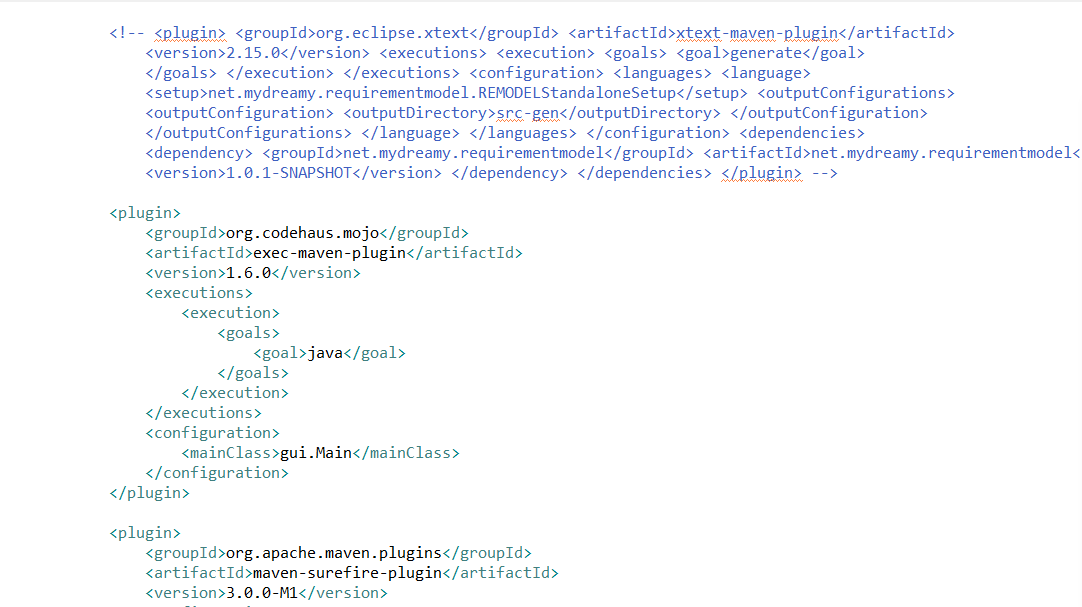 <!-- <plugin> <groupId>org.eclipse.xtext</groupId> <artifactId>xtext-maven-plugin</artifactId>
<version>2.15.0</version> <executions> <execution> <goals> <goal>generate</goal>
</goals> </execution> </executions> <configuration> <languages> <language>
<setup>net.mydreamy.requirementmodel.REMODELStandaloneSetup</setup> <outputConfigurations>
<outputConfiguration> <outputDirectory>src-gen</outputDirectory> </outputConfiguration>
</outputConfigurations> </language> </languages> </configuration> <dependencies>
<dependency> <groupId>net.mydreamy.requirementmodel</groupId> <artifactId>net.mydreamy.requirementmodel<
<version>1.0.1-SNAPSHOT</version> </dependency> </dependencies> </plugin> -->
<plugin>
<groupId>org.codehaus.mojo</groupId>
<artifactId>exec-maven-plugin</artifactId>
<version>1.6.0</version>
<executions>
<execution>
<goals>
<goal>java</goal>
</goals>
</execution>
</executions>
<configuration>
<mainClass>gui.Main</mainClass>
</configuration>
</plugin>
<plugin>
<groupId>org.apache.maven.plugins</groupId>
<artifactId>maven-surefire-plugin</artifactId>
<version>3.0.0-M1</version>